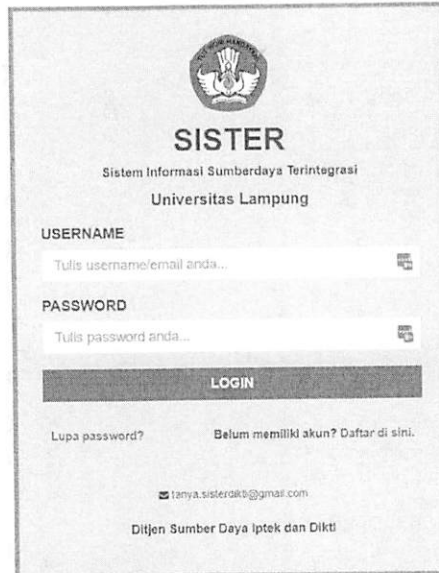 SISTER
Sistem Informasi Sumberdaya Terintegrasi
Universitas Lampung
USERNAME
Tulis username/email anda...
PASSWORD
Tulis password anda...
LOGIN
Lupa password? Belum memiliki akun? Daftar di sini.
tanya.sisterdikti@gmail.com
Ditjen Sumber Daya Iptek dan Dikti